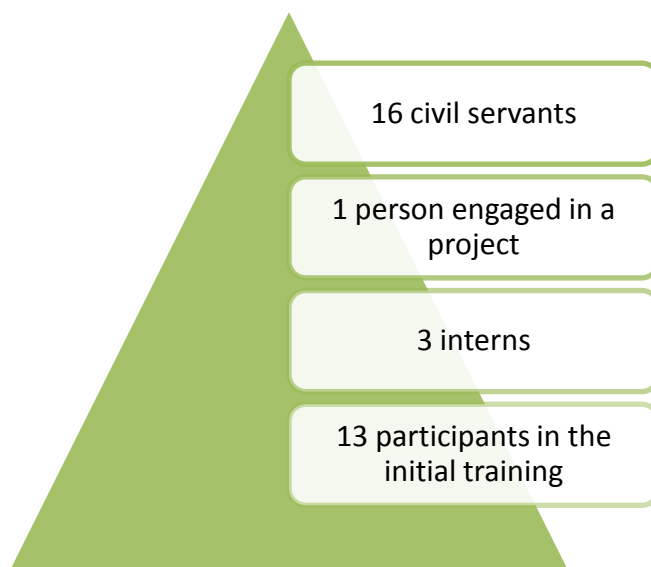 16 civil servants
1 person engaged in a
project
3 interns
13 participants in the
initial training